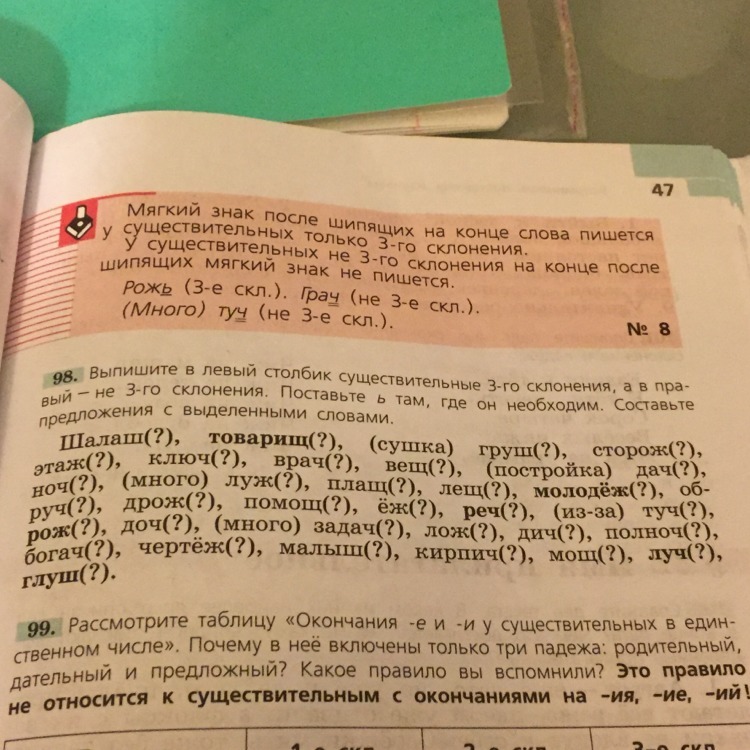 47
Мягкий знак после шипящих на конце слова пишется
у существительных только 3-го склонения.
У существительных не 3-го склонения на конце после
шипящих мягкий знак не пишется.
Рожь (3-е скл.). Грач (не 3-е скл.).
(Много) туч (не 3-е скл.).
№ 8
98. Выпишите в левый столбик существительные 3-го склонения, а в пра-
вый — не 3-го склонения. Поставьте ь там, где он необходим. Составьте
предложения с выделенными словами.
Шалаш(?), товарищ(?), (сушка) груш(?), сторож(?),
этаж(?), ключ(?), врач(?), вещ(?), (постройка) дач(?),
ноч(?), (много) луж(?), плащ(?), лещ(?), молодёж(?), об-
руч(?), дрож(?), помощ(?), ёж(?), реч(?), (из-за) туч(?),
рож(?), доч(?), (много) задач(?), лож(?), дич(?), полноч(?),
богач(?), чертёж(?), малыш(?), кирпич(?), мощ(?), луч(?),
глуш(?).
99. Рассмотрите таблицу «Окончания -е и -и у существительных в един-
ственном числе». Почему в неё включены только три падежа: родительный,
дательный и предложный? Какое правило вы вспомнили? Это правило
не относится к существительным с окончаниями на -ия, -ие, -ий!
1-е скл. 2-е скл. 3-е скл.